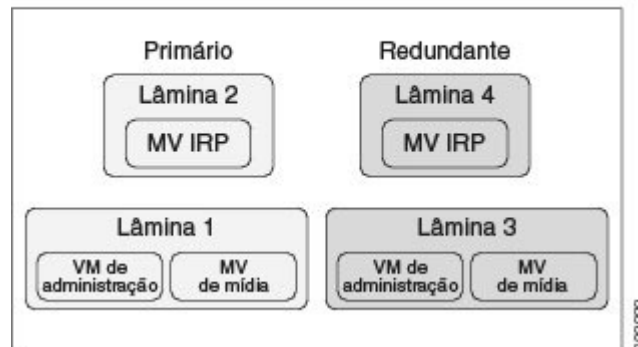 Primário
Redundante
Lâmina 2
MV IRP
Lâmina 4
MV IRP
Lâmina 1
VM de
administração
MV
de mídia
Lâmina 3
VM de
administração
MV
de mídia